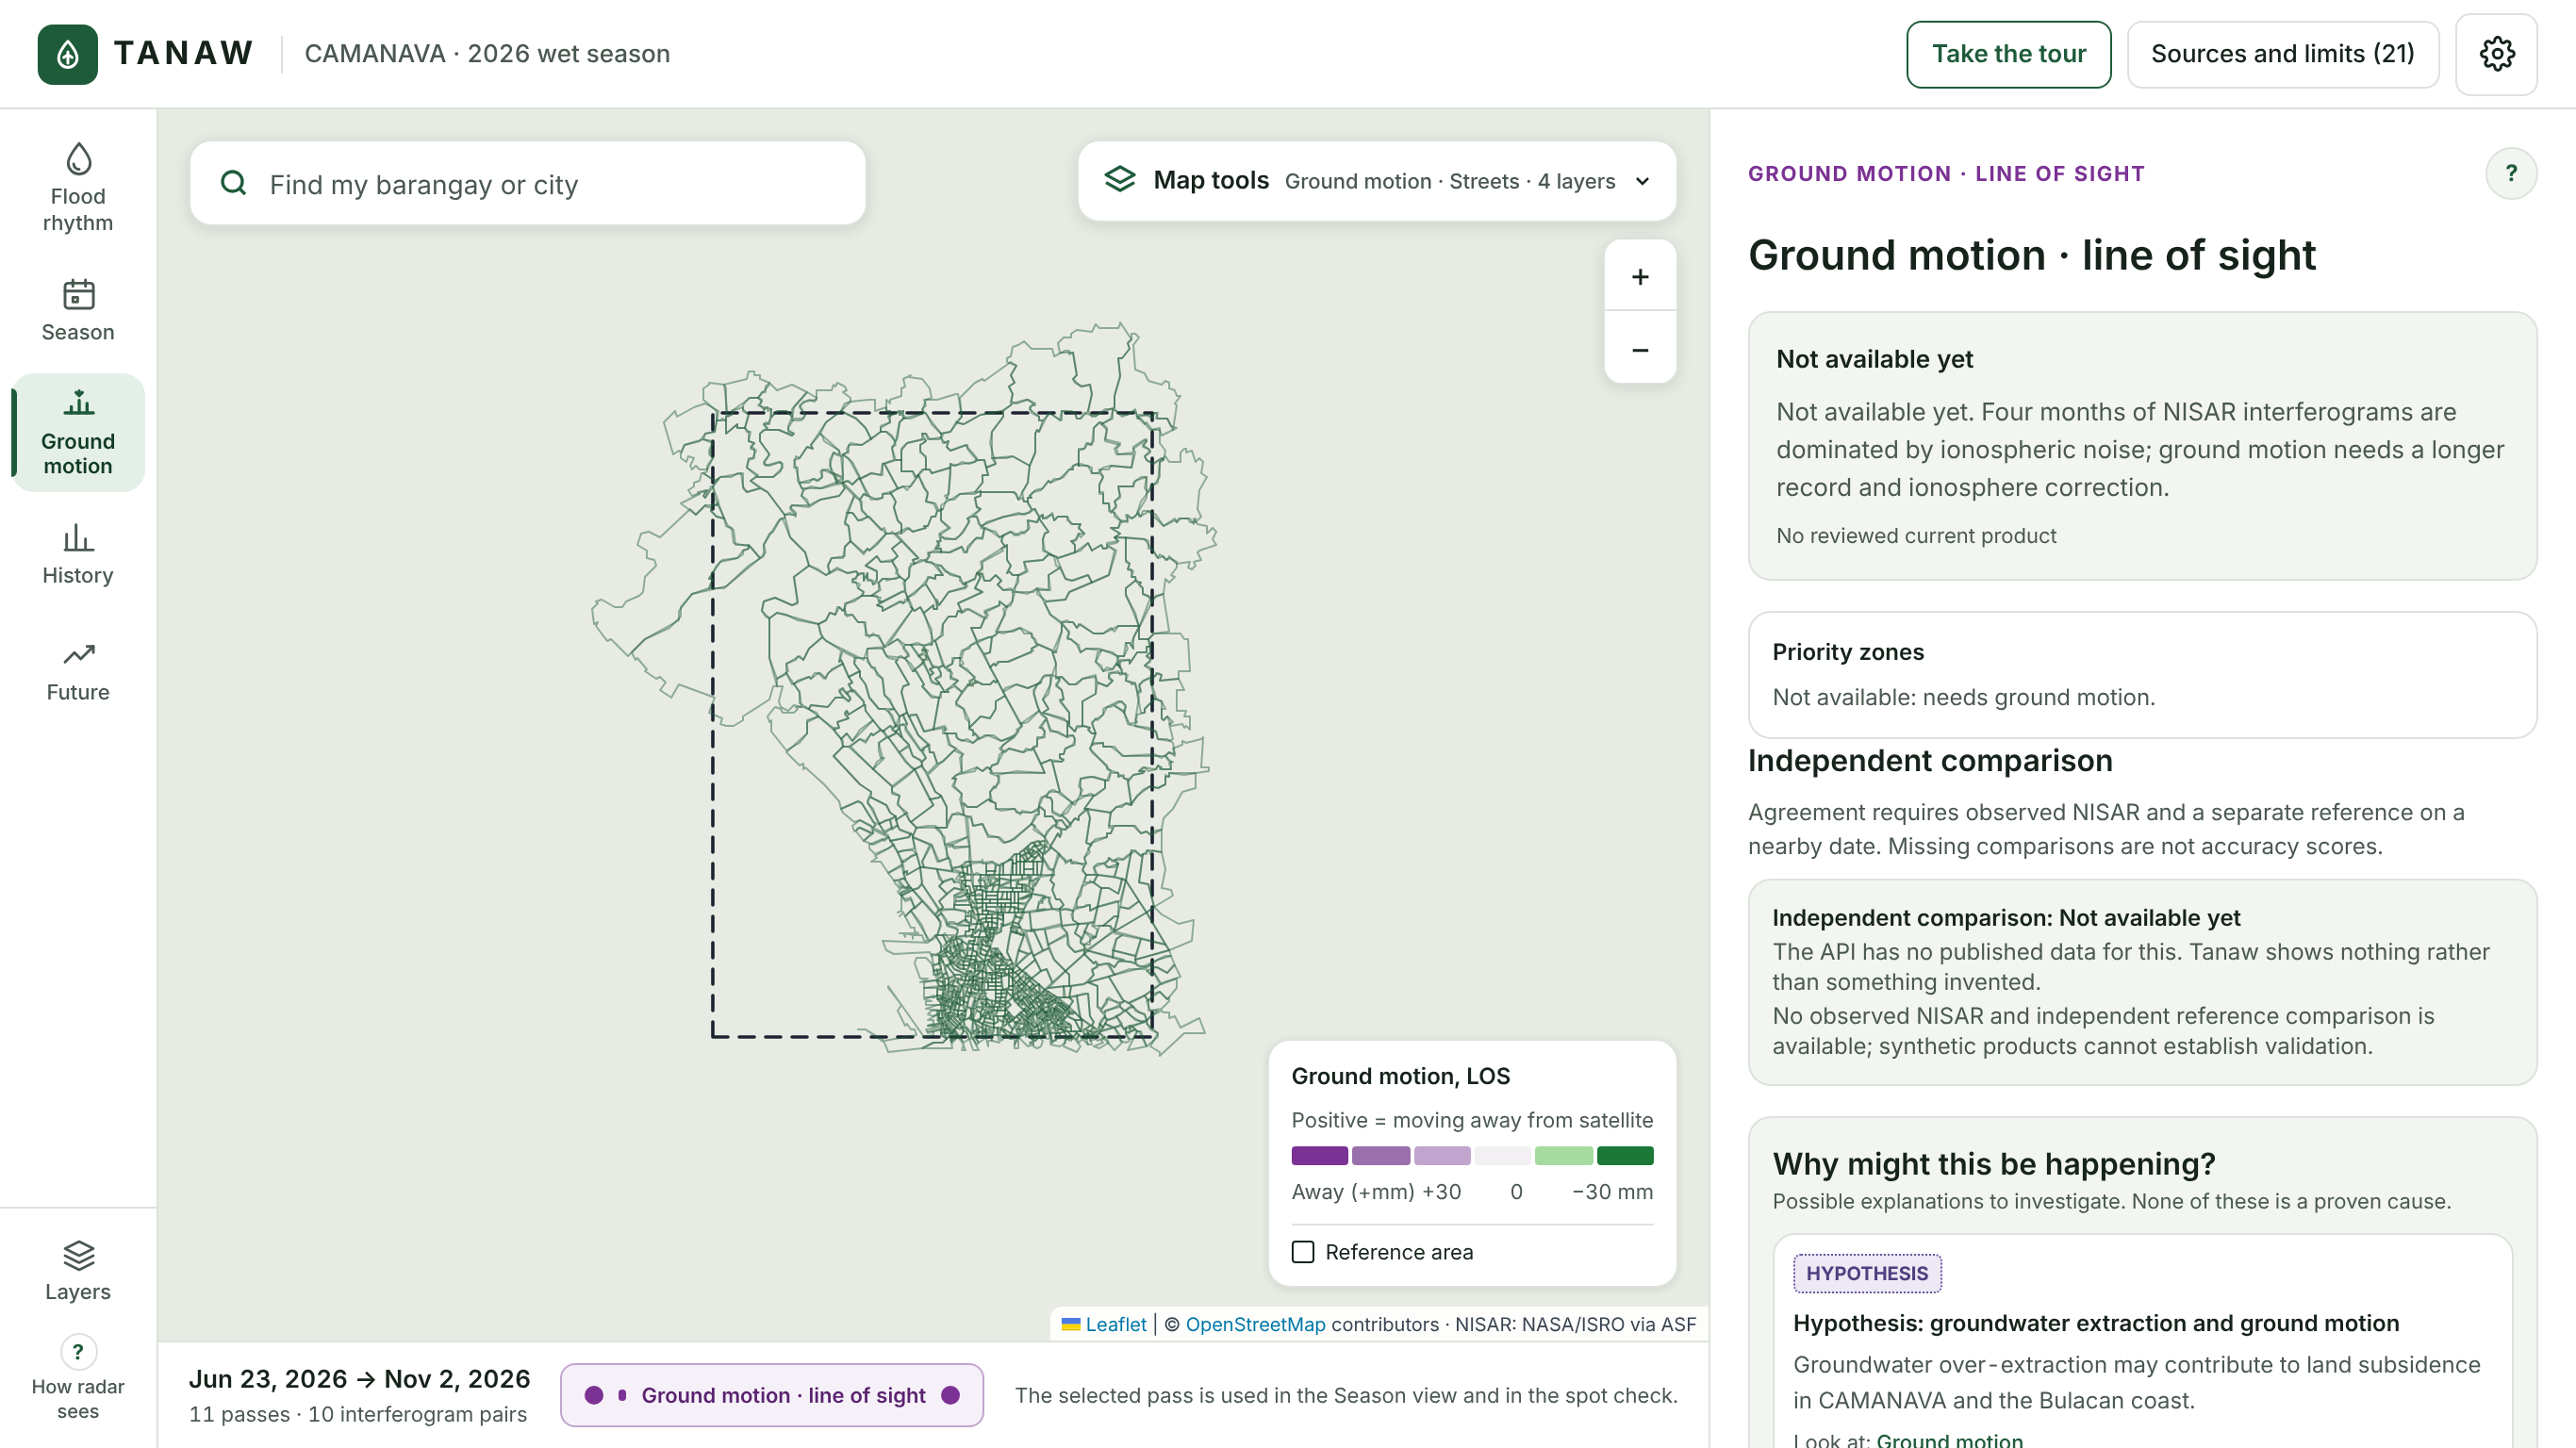 TANAW
CAMANAVA · 2026 wet season
Take the tour
Sources and limits (21)
Flood
rhythm
Season
Ground
motion
History
Future
Layers
?
How radar
sees
Find my barangay or city
Map tools
Ground motion · Streets · 4 layers
+
−
Ground motion, LOS
Positive = moving away from satellite
Away (+mm) +30 0 −30 mm
Reference area
Leaflet | © OpenStreetMap contributors · NISAR: NASA/ISRO via ASF
Jun 23, 2026 → Nov 2, 2026
11 passes · 10 interferogram pairs
Ground motion · line of sight
The selected pass is used in the Season view and in the spot check.
GROUND MOTION · LINE OF SIGHT
?
Ground motion · line of sight
Not available yet
Not available yet. Four months of NISAR interferograms are
dominated by ionospheric noise; ground motion needs a longer
record and ionosphere correction.
No reviewed current product
Priority zones
Not available: needs ground motion.
Independent comparison
Agreement requires observed NISAR and a separate reference on a
nearby date. Missing comparisons are not accuracy scores.
Independent comparison: Not available yet
The API has no published data for this. Tanaw shows nothing rather
than something invented.
No observed NISAR and independent reference comparison is
available; synthetic products cannot establish validation.
Why might this be happening?
Possible explanations to investigate. None of these is a proven cause.
HYPOTHESIS
Hypothesis: groundwater extraction and ground motion
Groundwater over-extraction may contribute to land subsidence
in CAMANAVA and the Bulacan coast.
Look at: Ground motion